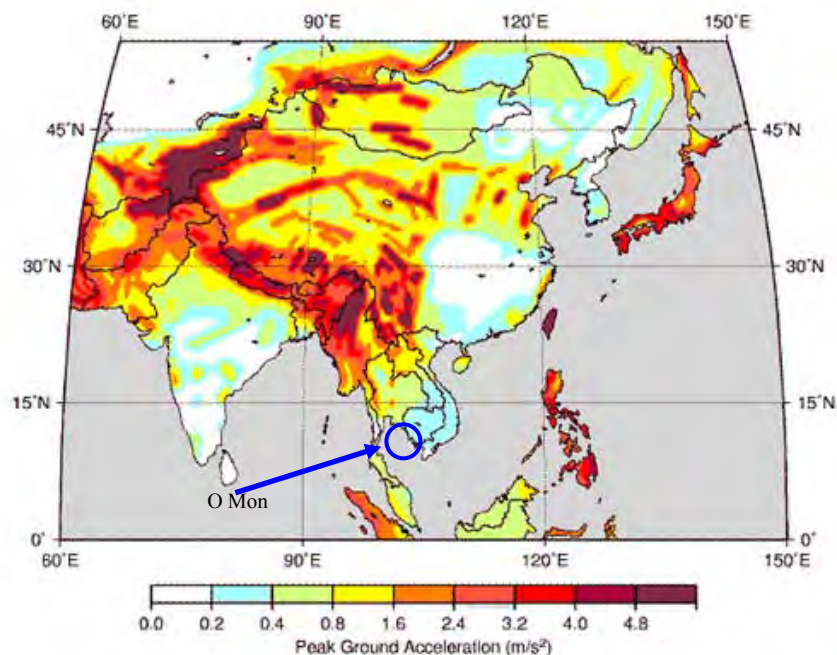 60°E 90°E 120°E 150°E
45°N 45°N
30°N 30°N
15°N 15°N
O Mon
0° 0°
60°E 90°E 120°E 150°E
0.0 0.2 0.4 0.8 1.6 2.4 3.2 4.0 4.8
Peak Ground Acceleration (m/s²)